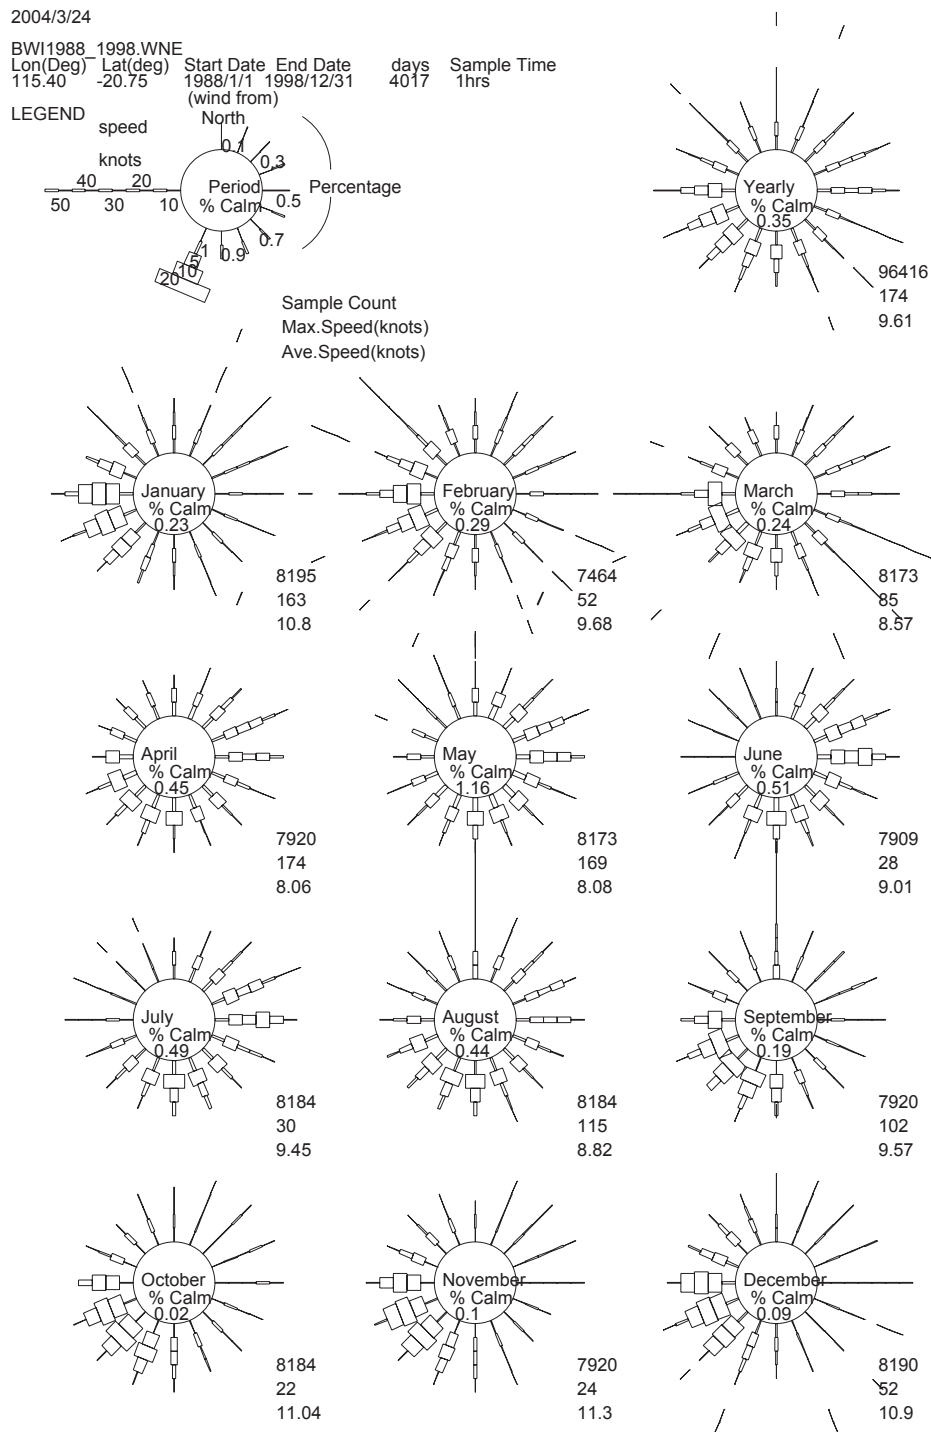 2004/3/24
BWI1988_1998.WNE
Lon(Deg) Lat(deg) Start Date End Date days Sample Time
115.40 -20.75 1988/1/1 1998/12/31 4017 1hrs
(wind from)
LEGEND North
speed
knots
40 20
50 30 10
Period
% Calm
0.1
0.3
0.5
0.7
0.9
1
5
10
20
Percentage
Sample Count
Max.Speed(knots)
Ave.Speed(knots)
Yearly
% Calm
0.35
96416
174
9.61
January
% Calm
0.23
8195
163
10.8
February
% Calm
0.29
7464
52
9.68
March
% Calm
0.24
8173
85
8.57
April
% Calm
0.45
7920
174
8.06
May
% Calm
1.16
8173
169
8.08
June
% Calm
0.51
7909
28
9.01
July
% Calm
0.49
8184
30
9.45
August
% Calm
0.44
8184
115
8.82
September
% Calm
0.19
7920
102
9.57
October
% Calm
0.02
8184
22
11.04
November
% Calm
0.1
7920
24
11.3
December
% Calm
0.09
8190
52
10.9